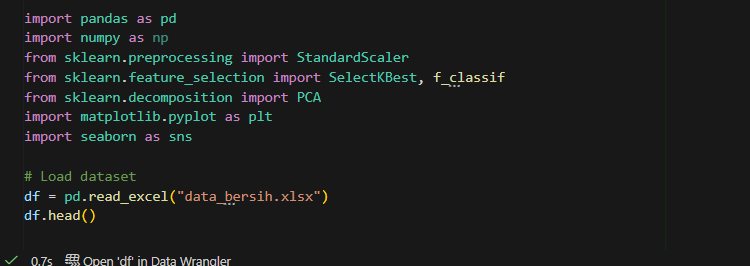 import pandas as pd
import numpy as np
from sklearn.preprocessing import StandardScaler
from sklearn.feature_selection import SelectKBest, f_classif
from sklearn.decomposition import PCA
import matplotlib.pyplot as plt
import seaborn as sns
# Load dataset
df = pd.read_excel("data_bersih.xlsx")
df.head()
0.7s Open 'df' in Data Wrangler